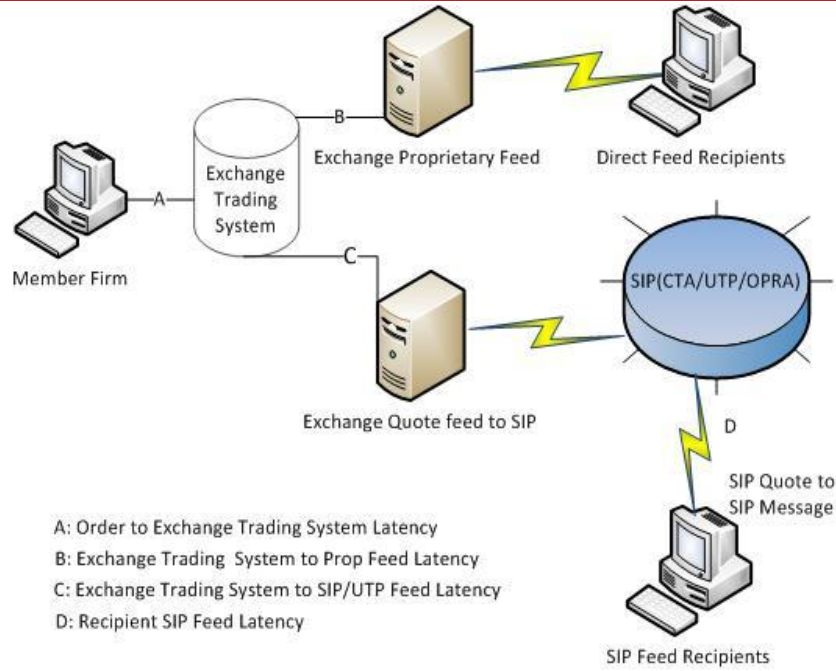 B
Exchange Proprietary Feed
Direct Feed Recipients
Exchange
Trading
System
A
Member Firm
C
SIP(CTA/UTP/OPRA)
Exchange Quote feed to SIP
D
SIP Quote to
SIP Message
A: Order to Exchange Trading System Latency
B: Exchange Trading System to Prop Feed Latency
C: Exchange Trading System to SIP/UTP Feed Latency
D: Recipient SIP Feed Latency
SIP Feed Recipients